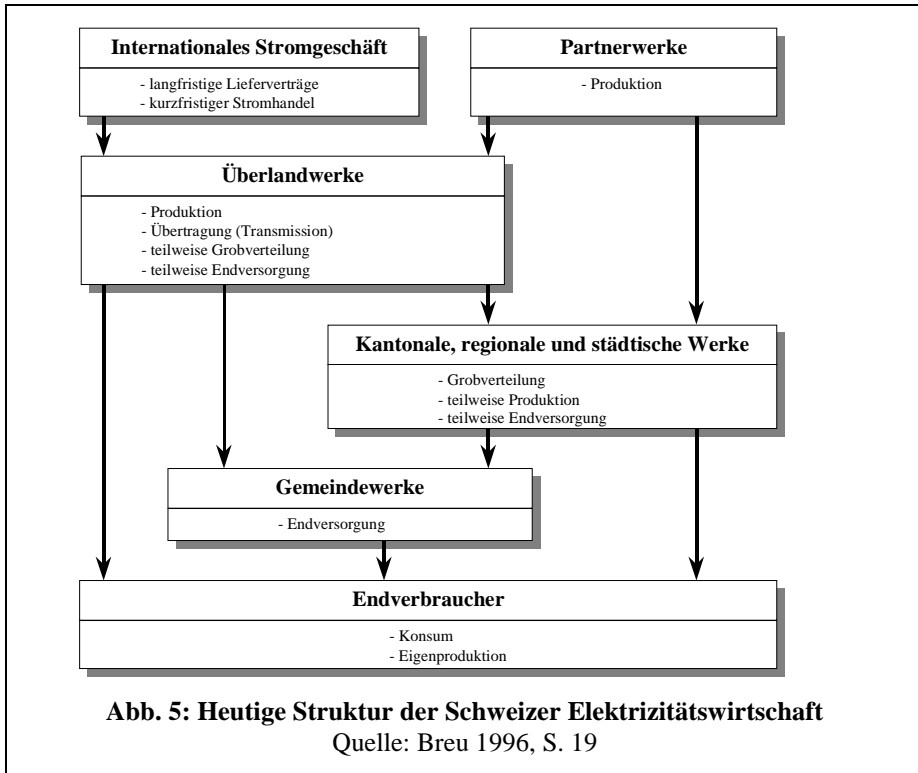 Internationales Stromgeschäft
- langfristige Lieferverträge
- kurzfristiger Stromhandel
Partnerwerke
- Produktion
Überlandwerke
- Produktion
- Übertragung (Transmission)
- teilweise Grobverteilung
- teilweise Endversorgung
Kantonale, regionale und städtische Werke
- Grobverteilung
- teilweise Produktion
- teilweise Endversorgung
Gemeindewerke
- Endversorgung
Endverbraucher
- Konsum
- Eigenproduktion
Abb. 5: Heutige Struktur der Schweizer Elektrizitätswirtschaft
Quelle: Breu 1996, S. 19